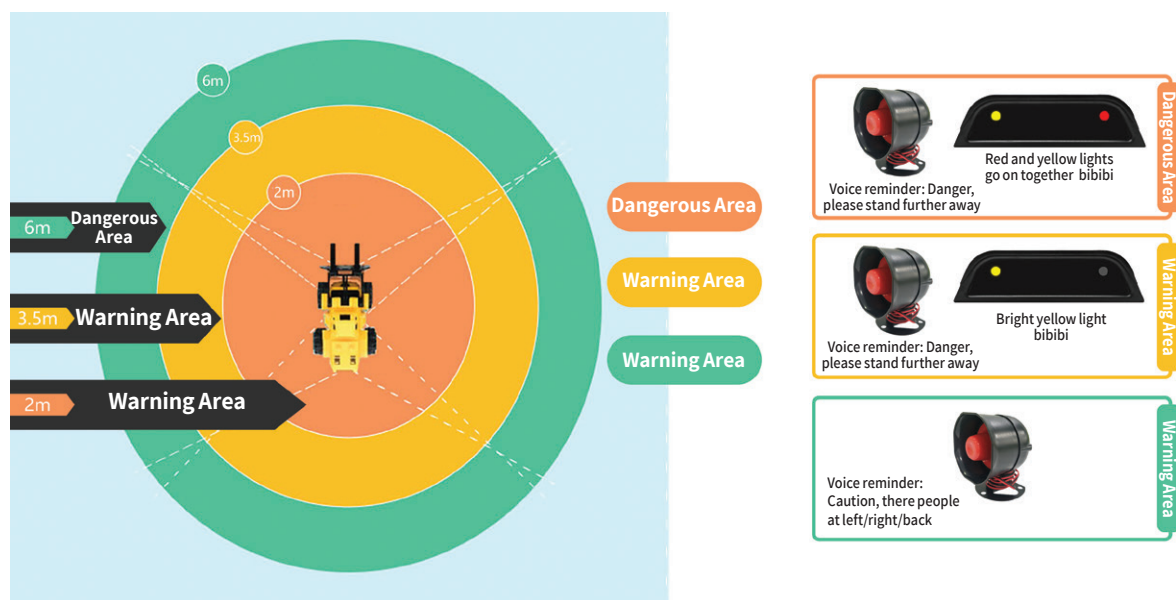 6m
3.5m
2m
6m
Dangerous
Area
3.5m
Warning Area
2m
Warning Area
Dangerous Area
Warning Area
Warning Area
Voice reminder: Danger,
please stand further away
Red and yellow lights
go on together bibibi
Dangerous Area
Voice reminder: Danger,
please stand further away
Bright yellow light
bibibi
Warning Area
Voice reminder:
Caution, there people
at left/right/back
Warning Area